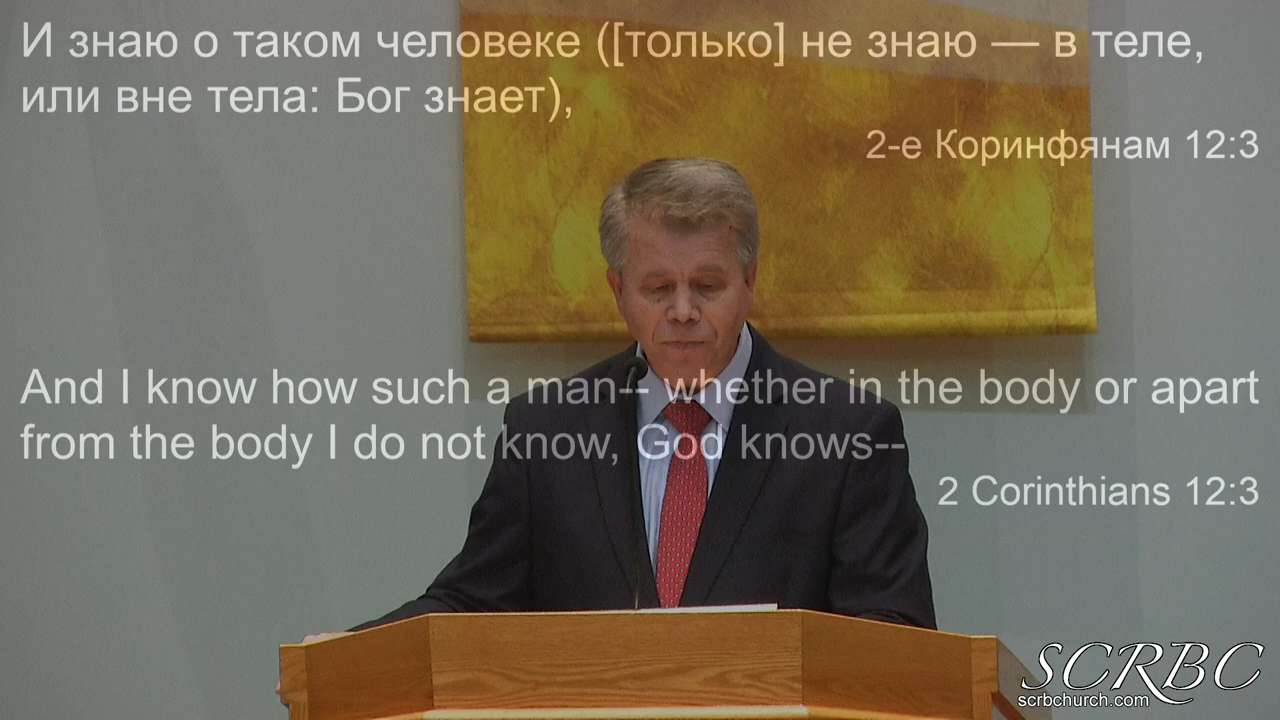 И знаю о таком человеке ([только] не знаю — в теле,
или вне тела: Бог знает),
2-е Коринфянам 12:3
And I know how such a man-- whether in the body or apart
from the body I do not know, God knows--
2 Corinthians 12:3
SCRBC
scrbchurch.com